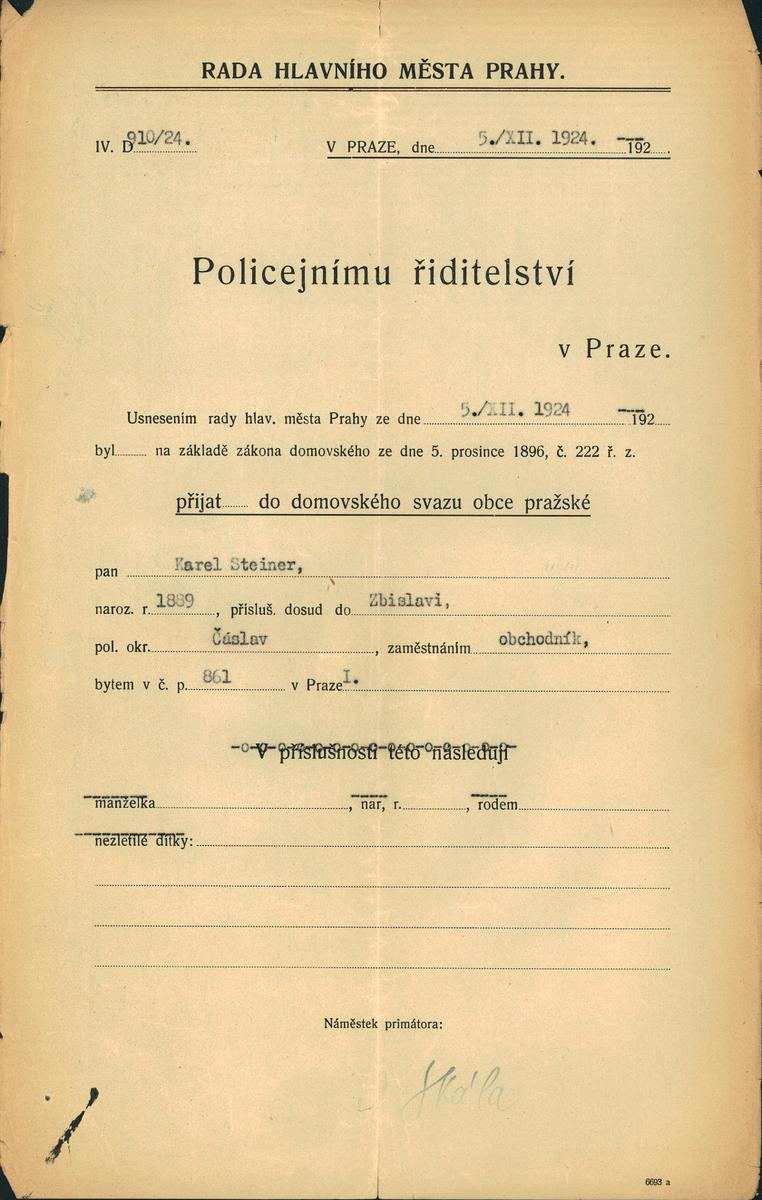 RADA HLAVNÍHO MĚSTA PRAHY.
IV. D 910/24. V PRAZE, dne 5./XII. 1924. 192
Policejnímu řiditelství
v Praze.
Usnesením rady hlav. města Prahy ze dne 5./XII. 1924 192
byl na základě zákona domovského ze dne 5. prosince 1896, č. 222 ř. z.
přijat do domovského svazu obce pražské
pan Karel Steiner,
naroz. r. 1889, přísluš. dosud do Zbislavi,
pol. okr. Čáslav, zaměstnáním obchodník,
bytem v č. p. 861 v Praze I.
V příslušnosti této následují
manželka, nar, r., rodem
nezletilé dítky:
Náměstek primátora:
Skála
6693 a